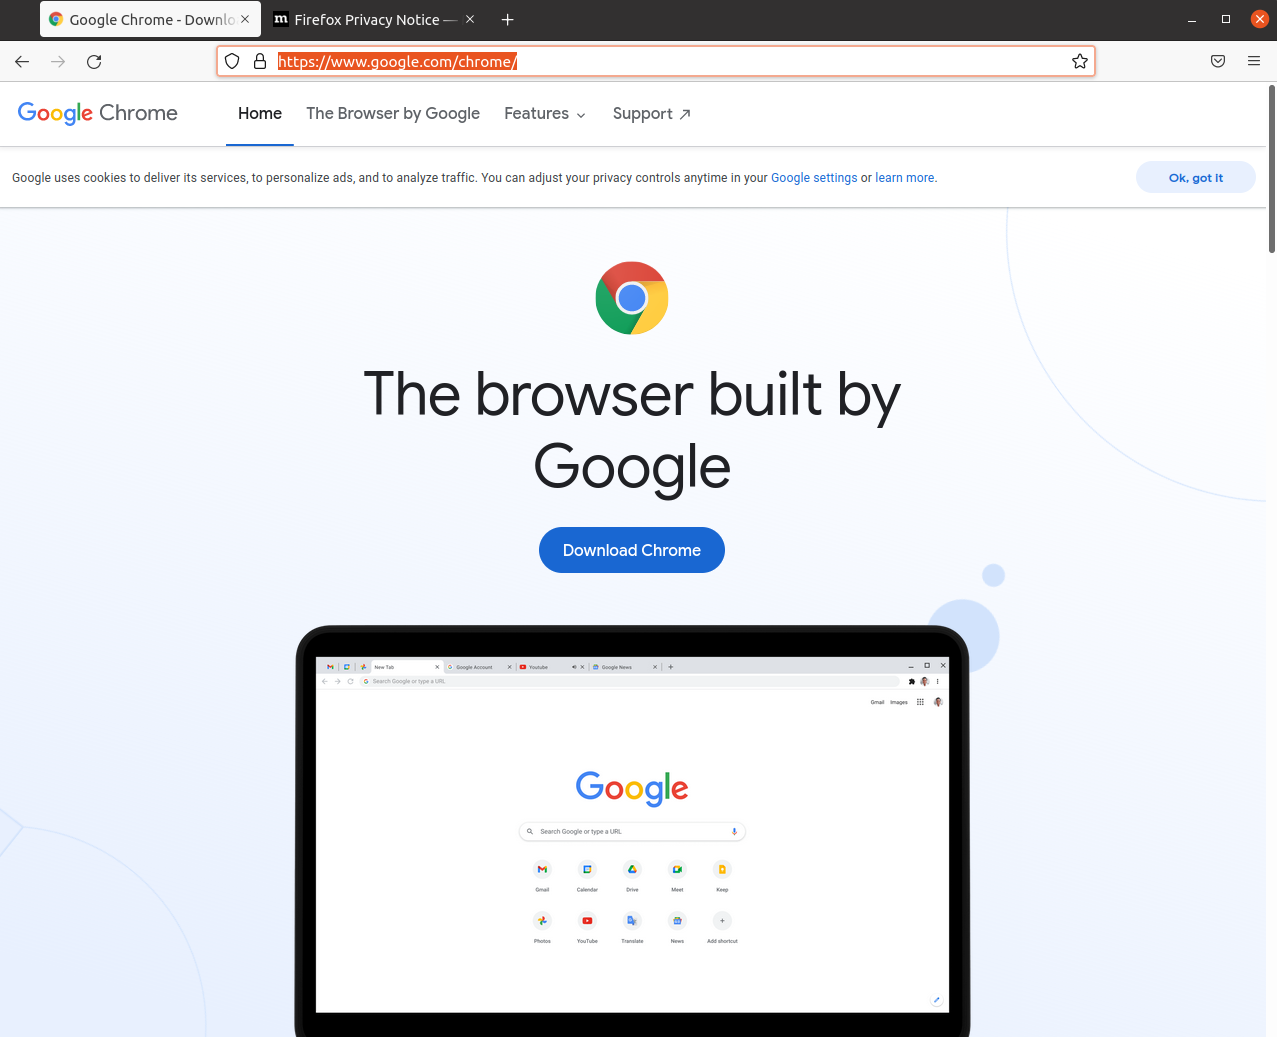 Google Chrome - Downlo
Firefox Privacy Notice —
https://www.google.com/chrome/
Google Chrome
Home
The Browser by Google
Features
Support
Google uses cookies to deliver its services, to personalize ads, and to analyze traffic. You can adjust your privacy controls anytime in your Google settings or learn more.
Ok, got it
The browser built by
Google
Download Chrome
New Tab
Google Account
Youtube
Google News
Search Google or type a URL
Gmail
Images
Google
Search Google or type a URL
Gmail
Calendar
Drive
Meet
Keep
Photos
YouTube
Translate
News
Add shortcut